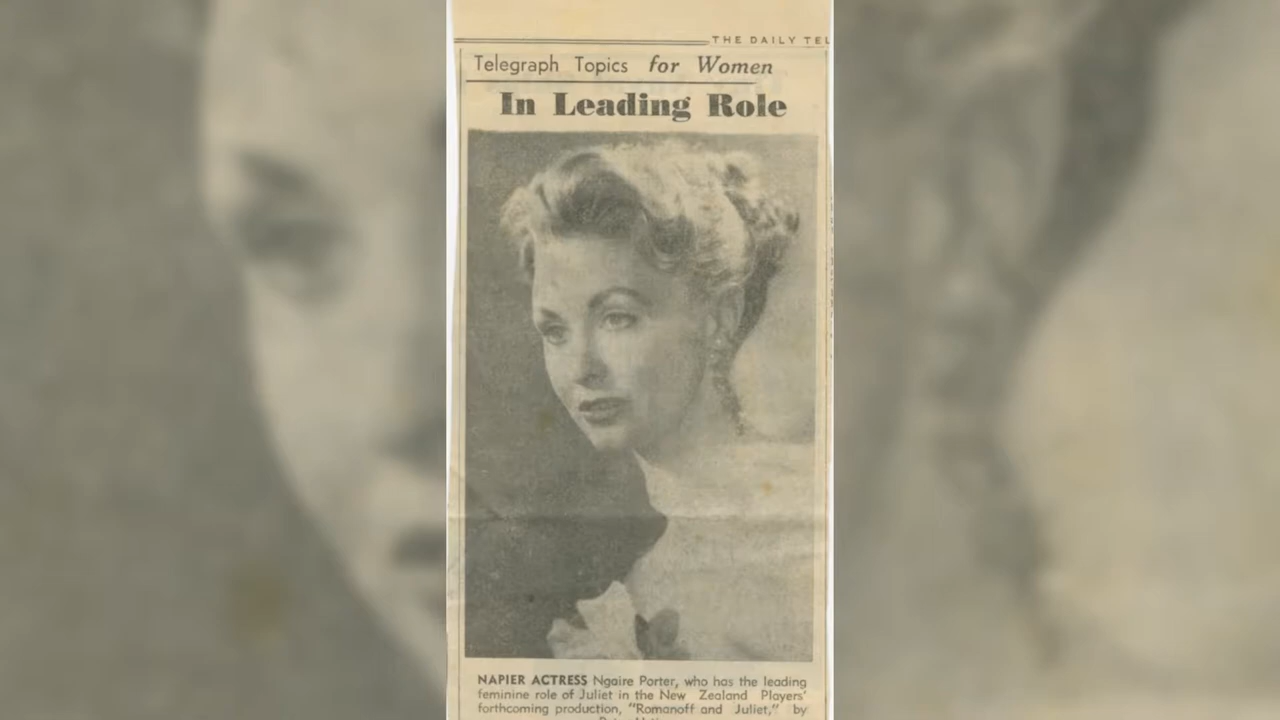 THE DAILY TEL
Telegraph Topics for Women
In Leading Role
NAPIER ACTRESS Ngaire Porter, who has the leading
feminine role of Juliet in the New Zealand Players'
forthcoming production, "Romanoff and Juliet," by